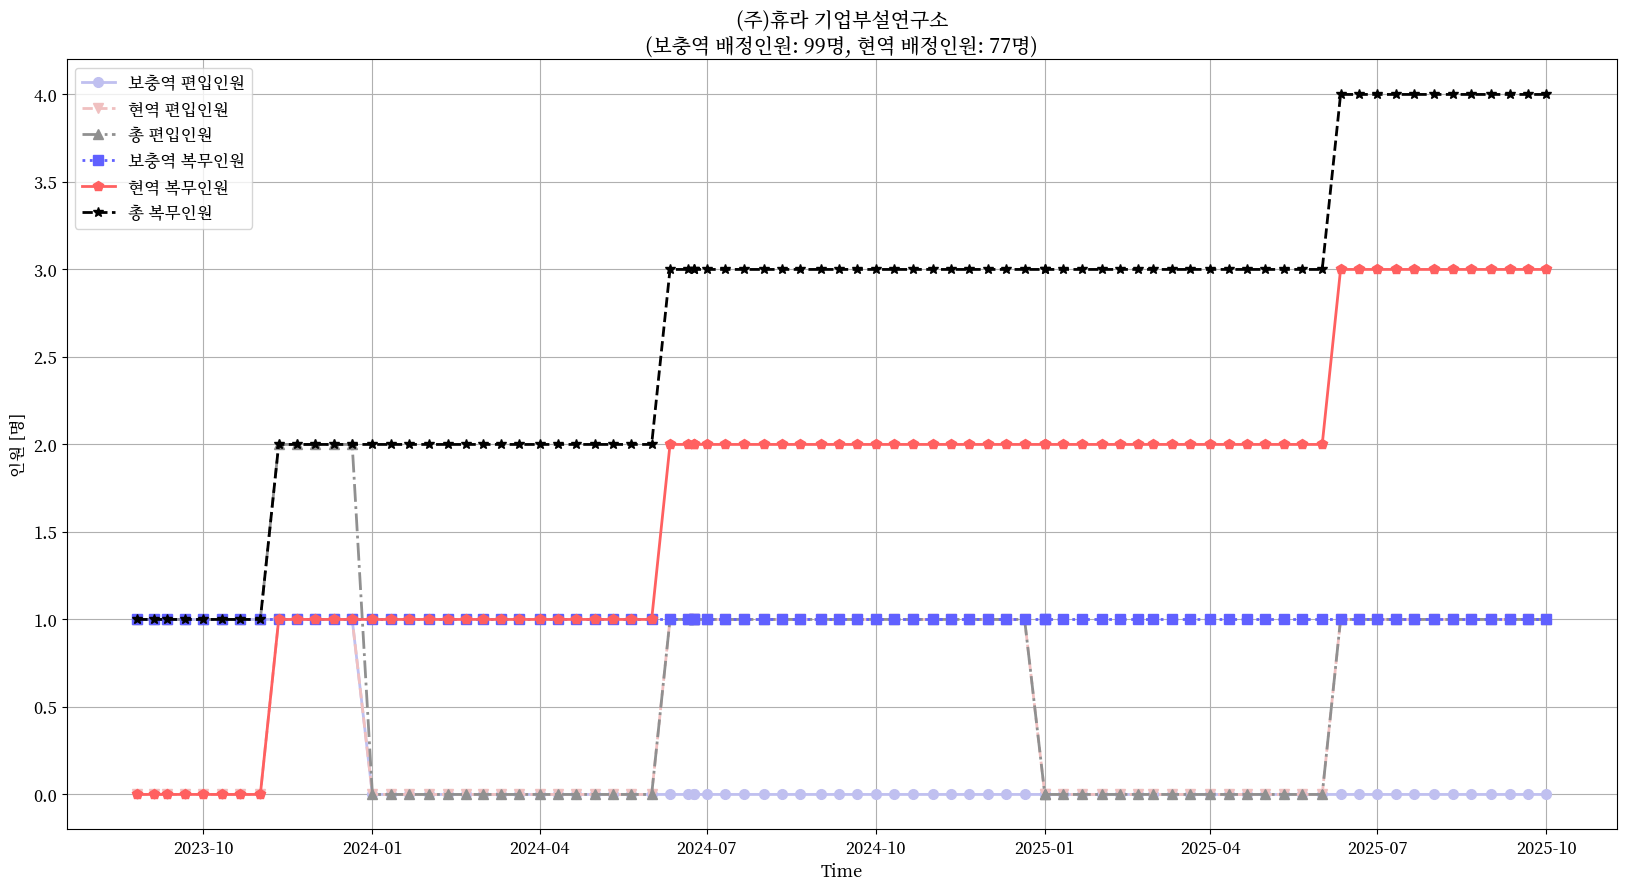 (주)휴라 기업부설연구소
(보충역 배정인원: 99명, 현역 배정인원: 77명)
보충역 편입인원
현역 편입인원
총 편입인원
보충역 복무인원
현역 복무인원
총 복무인원
인원 [명]
4.0
3.5
3.0
2.5
2.0
1.5
1.0
0.5
0.0
2023-10
2024-01
2024-04
2024-07
2024-10
2025-01
2025-04
2025-07
2025-10
Time